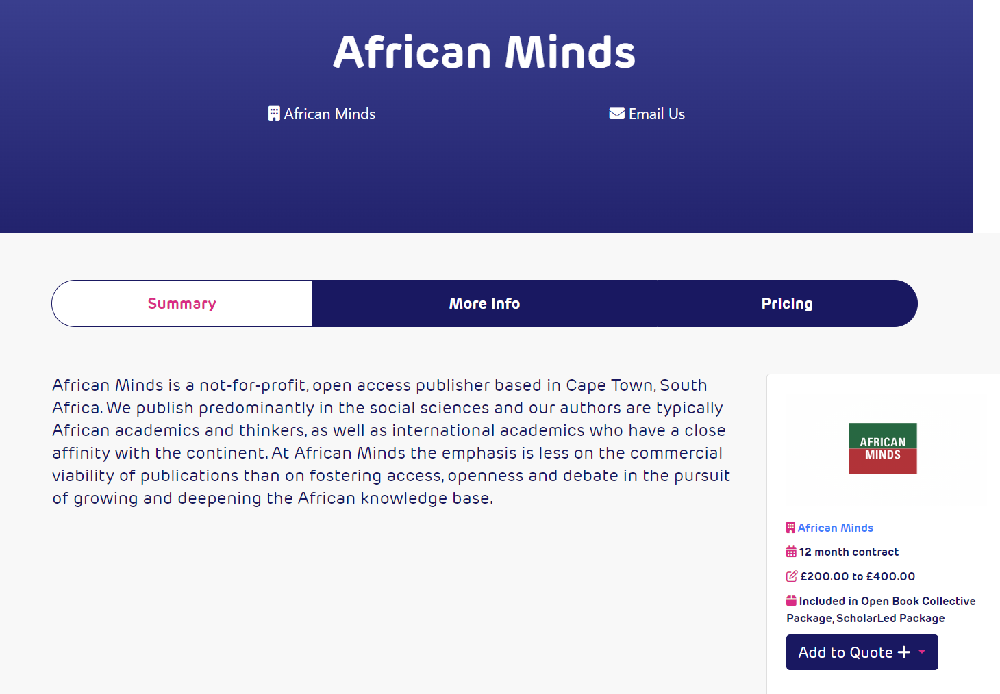 African Minds
African Minds
Email Us
Summary
More Info
Pricing
African Minds is a not-for-profit, open access publisher based in Cape Town, South
Africa. We publish predominantly in the social sciences and our authors are typically
African academics and thinkers, as well as international academics who have a close
affinity with the continent. At African Minds the emphasis is less on the commercial
viability of publications than on fostering access, openness and debate in the pursuit
of growing and deepening the African knowledge base.
AFRICAN
MINDS
African Minds
12 month contract
£200.00 to £400.00
Included in Open Book Collective
Package, ScholarLed Package
Add to Quote